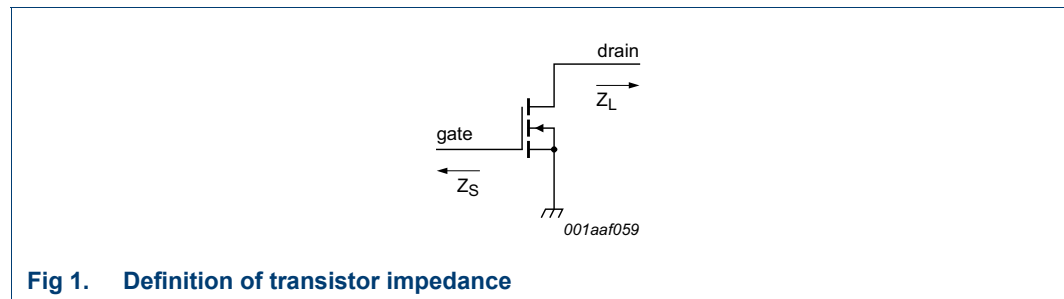 drain
Z_L
gate
Z_S
001aaf059
Fig 1. Definition of transistor impedance